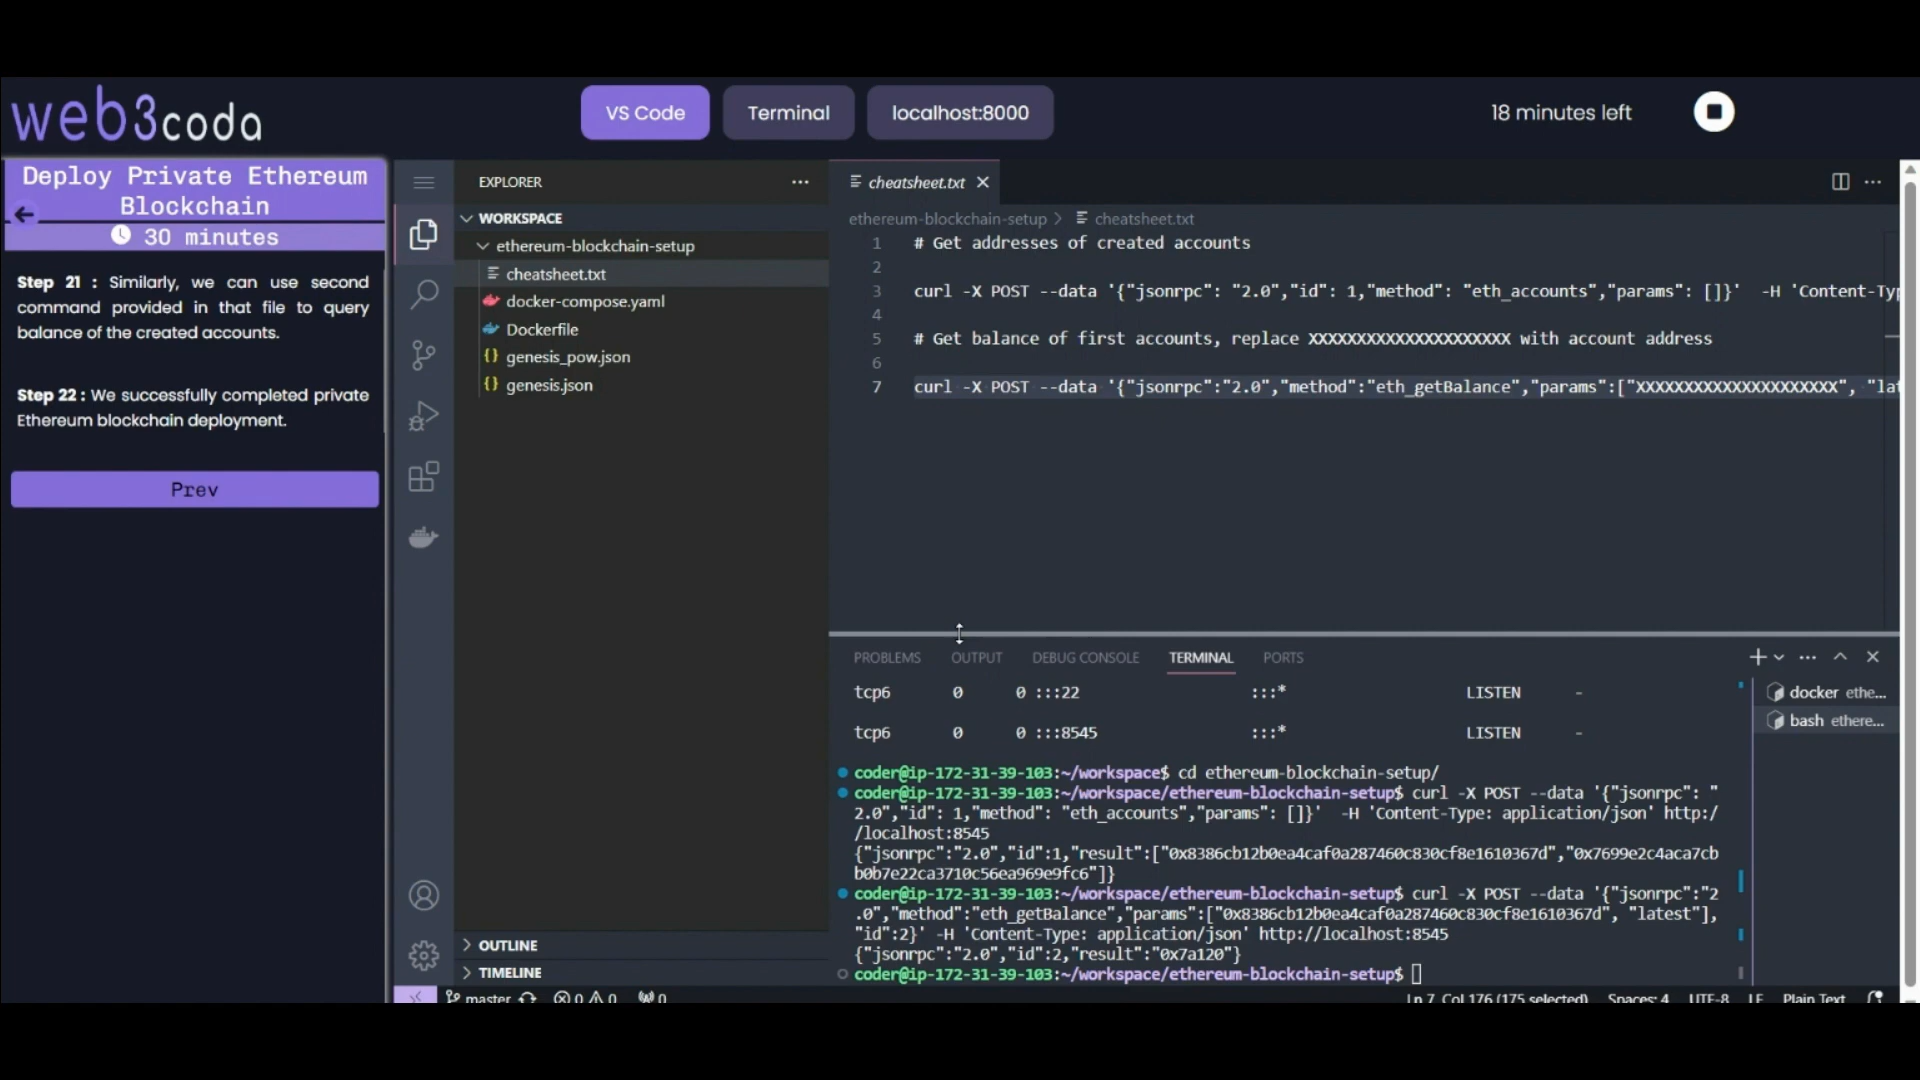 web3coda
VS Code
Terminal
localhost:8000
18 minutes left
Deploy Private Ethereum
Blockchain
30 minutes
Step 21 : Similarly, we can use second
command provided in that file to query
balance of the created accounts.
Step 22 : We successfully completed private
Ethereum blockchain deployment.
Prev
EXPLORER
WORKSPACE
ethereum-blockchain-setup
cheatsheet.txt
docker-compose.yaml
Dockerfile
genesis_pow.json
genesis.json
OUTLINE
TIMELINE
cheatsheet.txt
ethereum-blockchain-setup > cheatsheet.txt
1 # Get addresses of created accounts
2
3 curl -X POST --data '{"jsonrpc": "2.0","id": 1,"method": "eth_accounts","params": []}' -H 'Content-Typ
4
5 # Get balance of first accounts, replace XXXXXXXXXXXXXXXXXXXXX with account address
6
7 curl -X POST --data '{"jsonrpc":"2.0","method":"eth_getBalance","params":["XXXXXXXXXXXXXXXXXXXXX", "lat
PROBLEMS OUTPUT DEBUG CONSOLE TERMINAL PORTS
tcp6 0 0 :::22 :::* LISTEN -
tcp6 0 0 :::8545 :::* LISTEN -
coder@ip-172-31-39-103:~/workspace$ cd ethereum-blockchain-setup/
coder@ip-172-31-39-103:~/workspace/ethereum-blockchain-setup$ curl -X POST --data '{"jsonrpc": "
2.0","id": 1,"method": "eth_accounts","params": []}' -H 'Content-Type: application/json' http:/
/localhost:8545
{"jsonrpc":"2.0","id":1,"result":["0x8386cb12b0ea4caf0a287460c830cf8e1610367d","0x7699e2c4aca7cb
b0b7e22ca3710c56ea969e9fc6"]}
coder@ip-172-31-39-103:~/workspace/ethereum-blockchain-setup$ curl -X POST --data '{"jsonrpc":"2
.0","method":"eth_getBalance","params":["0x8386cb12b0ea4caf0a287460c830cf8e1610367d", "latest"],
"id":2}' -H 'Content-Type: application/json' http://localhost:8545
{"jsonrpc":"2.0","id":2,"result":"0x7a120"}
coder@ip-172-31-39-103:~/workspace/ethereum-blockchain-setup$
docker ethe...
bash ethere...
master 0 0 0
Ln 7, Col 176 (175 selected) Spaces: 4 UTF-8 LF Plain Text